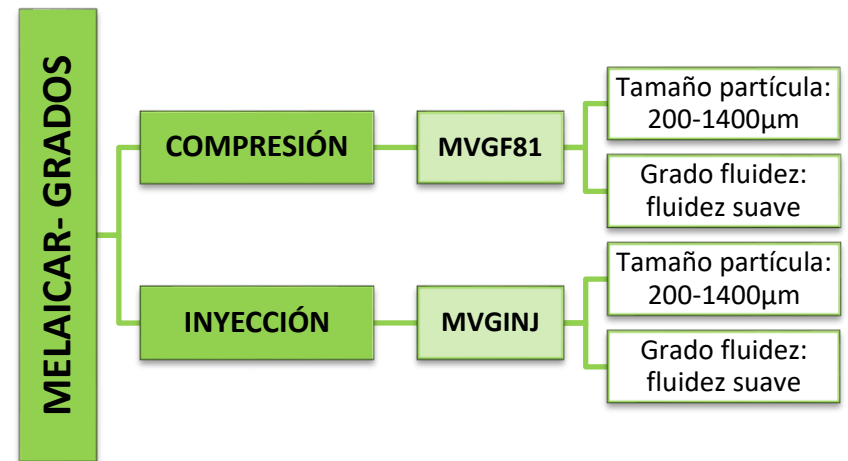 MELAICAR- GRADOS
COMPRESIÓN
MVGF81
Tamaño partícula:
200-1400µm
Grado fluidez:
fluidez suave
INYECCIÓN
MVGINJ
Tamaño partícula:
200-1400µm
Grado fluidez:
fluidez suave